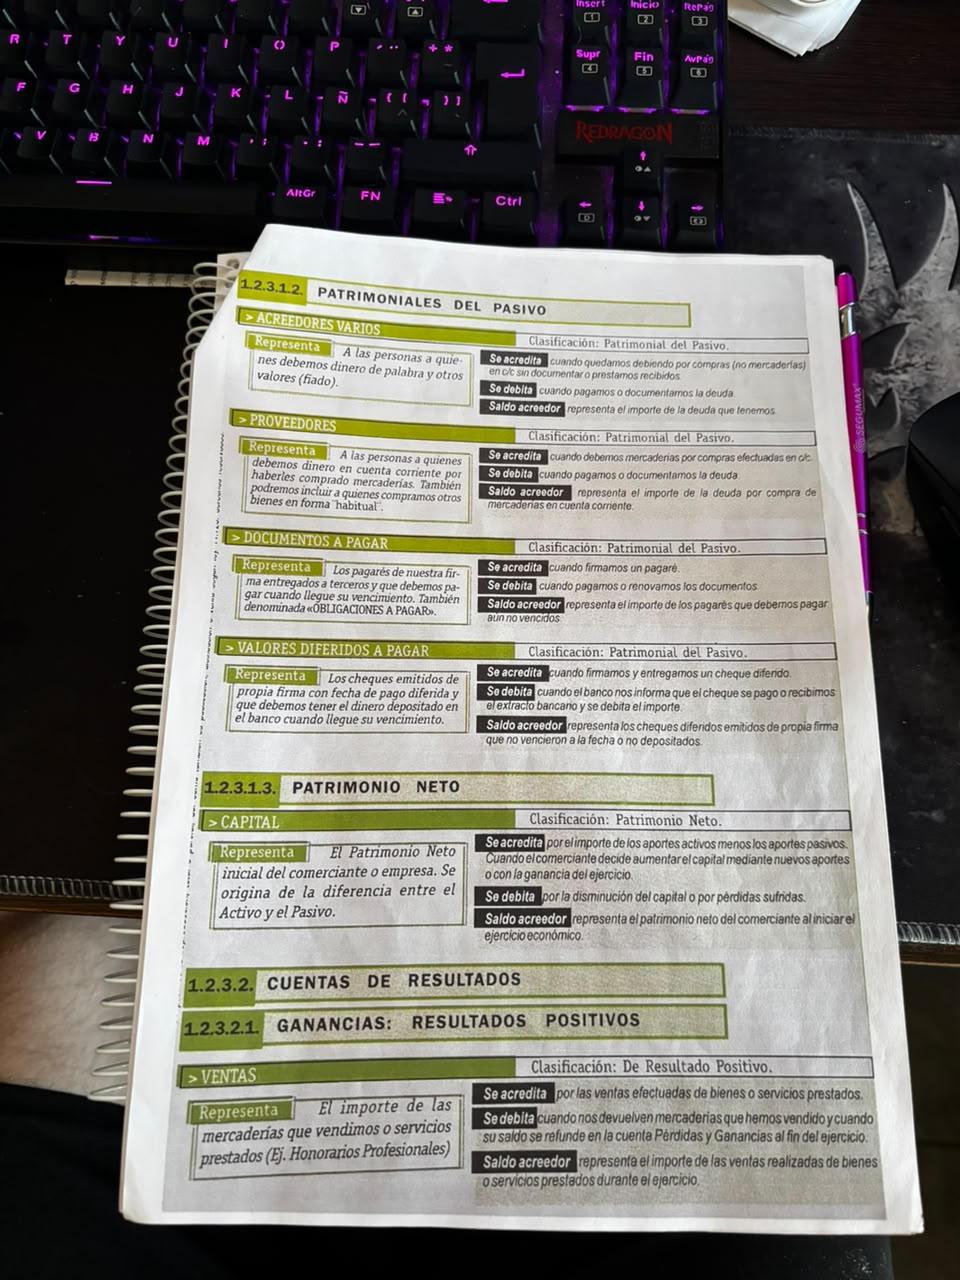 Insert
Inicio
RePág
Supr
Fin
AvPág
R T Y U I O P
F G H J K L Ñ
V B N M
AltGr
FN
Ctrl
REDRAGON
SEGUMAX
1.2.3.1.2. PATRIMONIALES DEL PASIVO
> ACREEDORES VARIOS
Clasificación: Patrimonial del Pasivo.
Representa A las personas a quie-
nes debemos dinero de palabra y otros
valores (fiado).
Se acredita cuando quedamos debiendo por compras (no mercaderías)
en c/c sin documentar o prestamos recibidos.
Se debita cuando pagamos o documentamos la deuda.
Saldo acreedor representa el importe de la deuda que tenemos.
> PROVEEDORES
Clasificación: Patrimonial del Pasivo.
Representa A las personas a quienes
debemos dinero en cuenta corriente por
haberles comprado mercaderías. También
podremos incluir a quienes compramos otros
bienes en forma "habitual".
Se acredita cuando debemos mercaderías por compras efectuadas en c/c.
Se debita cuando pagamos o documentamos la deuda.
Saldo acreedor representa el importe de la deuda por compra de
mercaderías en cuenta corriente.
> DOCUMENTOS A PAGAR
Clasificación: Patrimonial del Pasivo.
Representa Los pagarés de nuestra fir-
ma entregados a terceros y que debemos pa-
gar cuando llegue su vencimiento. También
denominada «OBLIGACIONES A PAGAR».
Se acredita cuando firmamos un pagaré.
Se debita cuando pagamos o renovamos los documentos.
Saldo acreedor representa el importe de los pagarés que debemos pagar
aún no vencidos.
> VALORES DIFERIDOS A PAGAR
Clasificación: Patrimonial del Pasivo.
Representa Los cheques emitidos de
propia firma con fecha de pago diferida y
que debemos tener el dinero depositado en
el banco cuando llegue su vencimiento.
Se acredita cuando firmamos y entregamos un cheque diferido.
Se debita cuando el banco nos informa que el cheque se pago o recibimos
el extracto bancario y se debita el importe.
Saldo acreedor representa los cheques diferidos emitidos de propia firma
que no vencieron a la fecha o no depositados.
1.2.3.1.3. PATRIMONIO NETO
> CAPITAL
Clasificación: Patrimonio Neto.
Representa El Patrimonio Neto
inicial del comerciante o empresa. Se
origina de la diferencia entre el
Activo y el Pasivo.
Se acredita por el importe de los aportes activos menos los aportes pasivos.
Cuando el comerciante decide aumentar el capital mediante nuevos aportes
o con la ganancia del ejercicio.
Se debita por la disminución del capital o por pérdidas sufridas.
Saldo acreedor representa el patrimonio neto del comerciante al iniciar el
ejercicio económico.
1.2.3.2. CUENTAS DE RESULTADOS
1.2.3.2.1. GANANCIAS: RESULTADOS POSITIVOS
> VENTAS
Clasificación: De Resultado Positivo.
Representa El importe de las
mercaderías que vendimos o servicios
prestados (Ej. Honorarios Profesionales)
Se acredita por las ventas efectuadas de bienes o servicios prestados.
Se debita cuando nos devuelven mercaderías que hemos vendido y cuando
su saldo se refunde en la cuenta Pérdidas y Ganancias al fin del ejercicio.
Saldo acreedor representa el importe de las ventas realizadas de bienes
o servicios prestados durante el ejercicio.